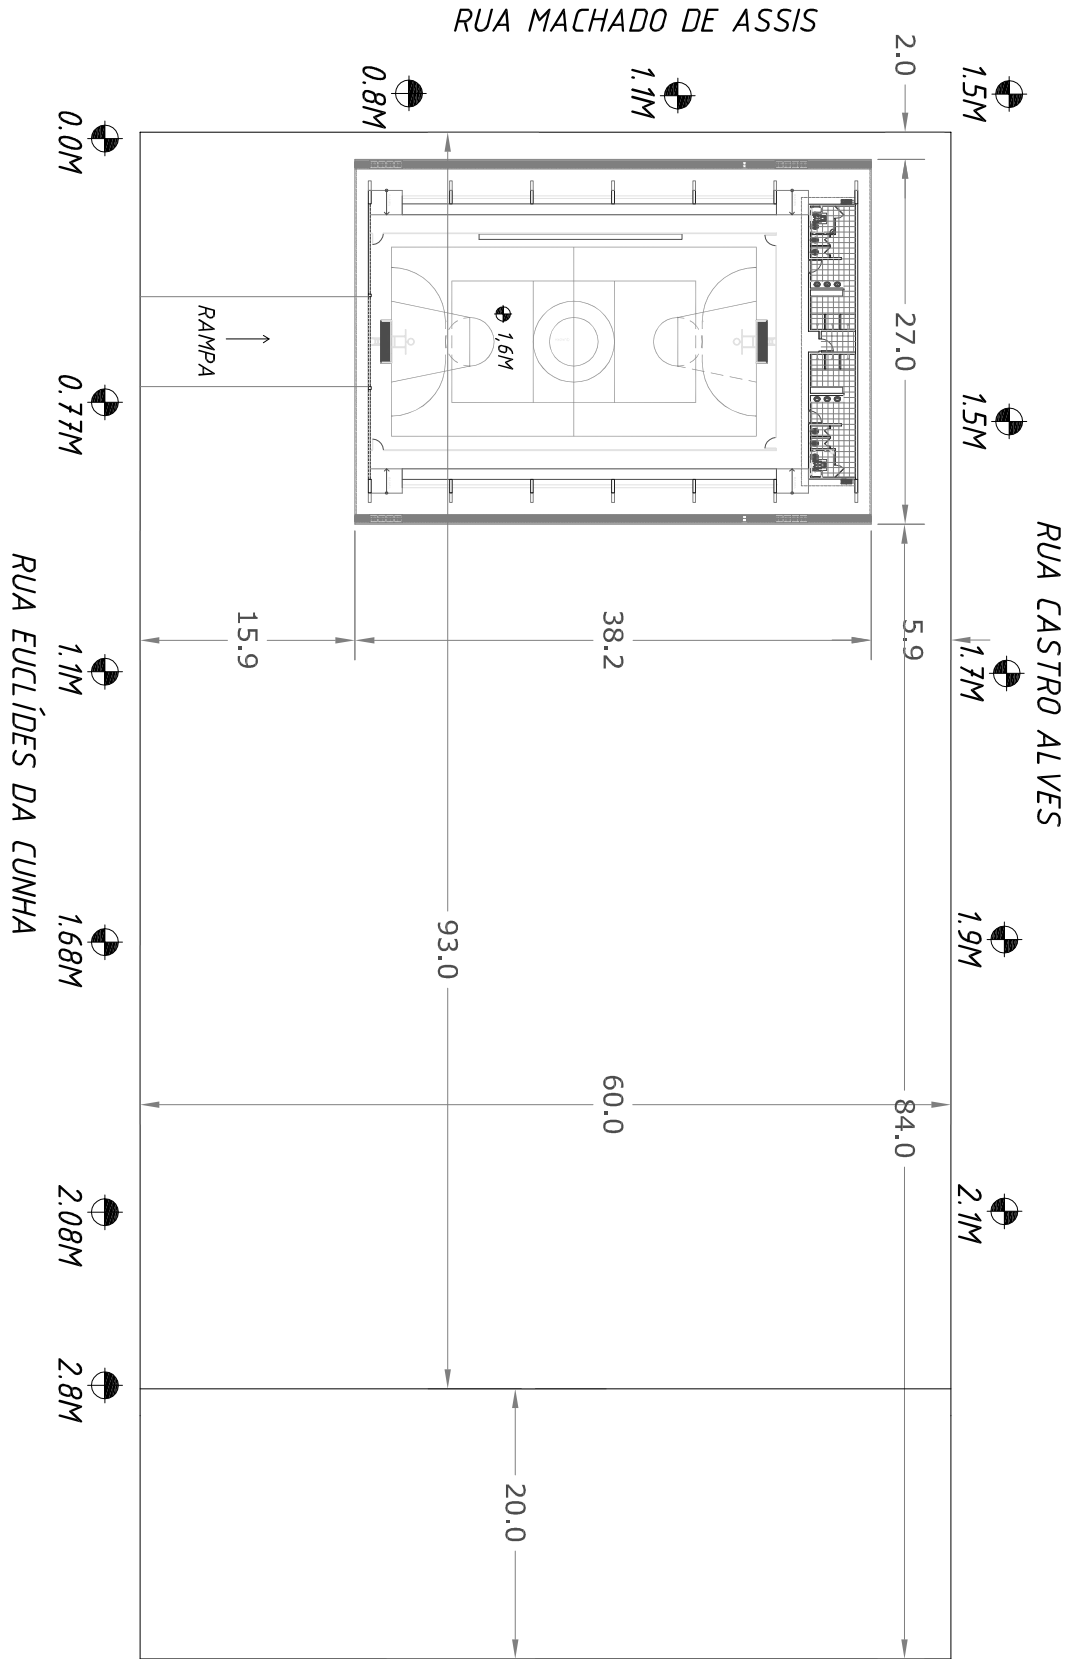 RUA MACHADO DE ASSIS
2.0
1.5M
0.8M
1.1M
0.0M
27.0
RAMPA
1,6M
0.77M
1.5M
RUA CASTRO ALVES
RUA EUCLÍDES DA CUNHA
15.9
38.2
5.9
1.1M
1.7M
1.68M
93.0
1.9M
60.0
84.0
2.08M
2.1M
2.8M
20.0